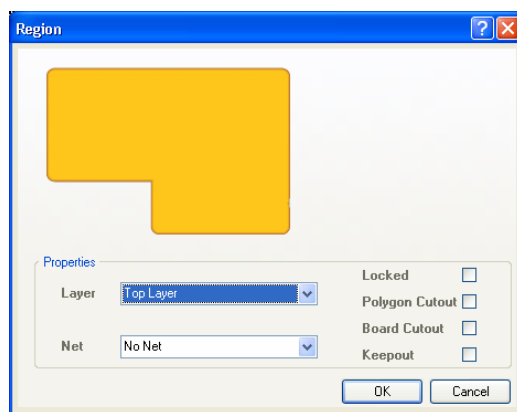 Region
Properties
Layer
Top Layer
Net
No Net
Locked
Polygon Cutout
Board Cutout
Keepout
OK
Cancel